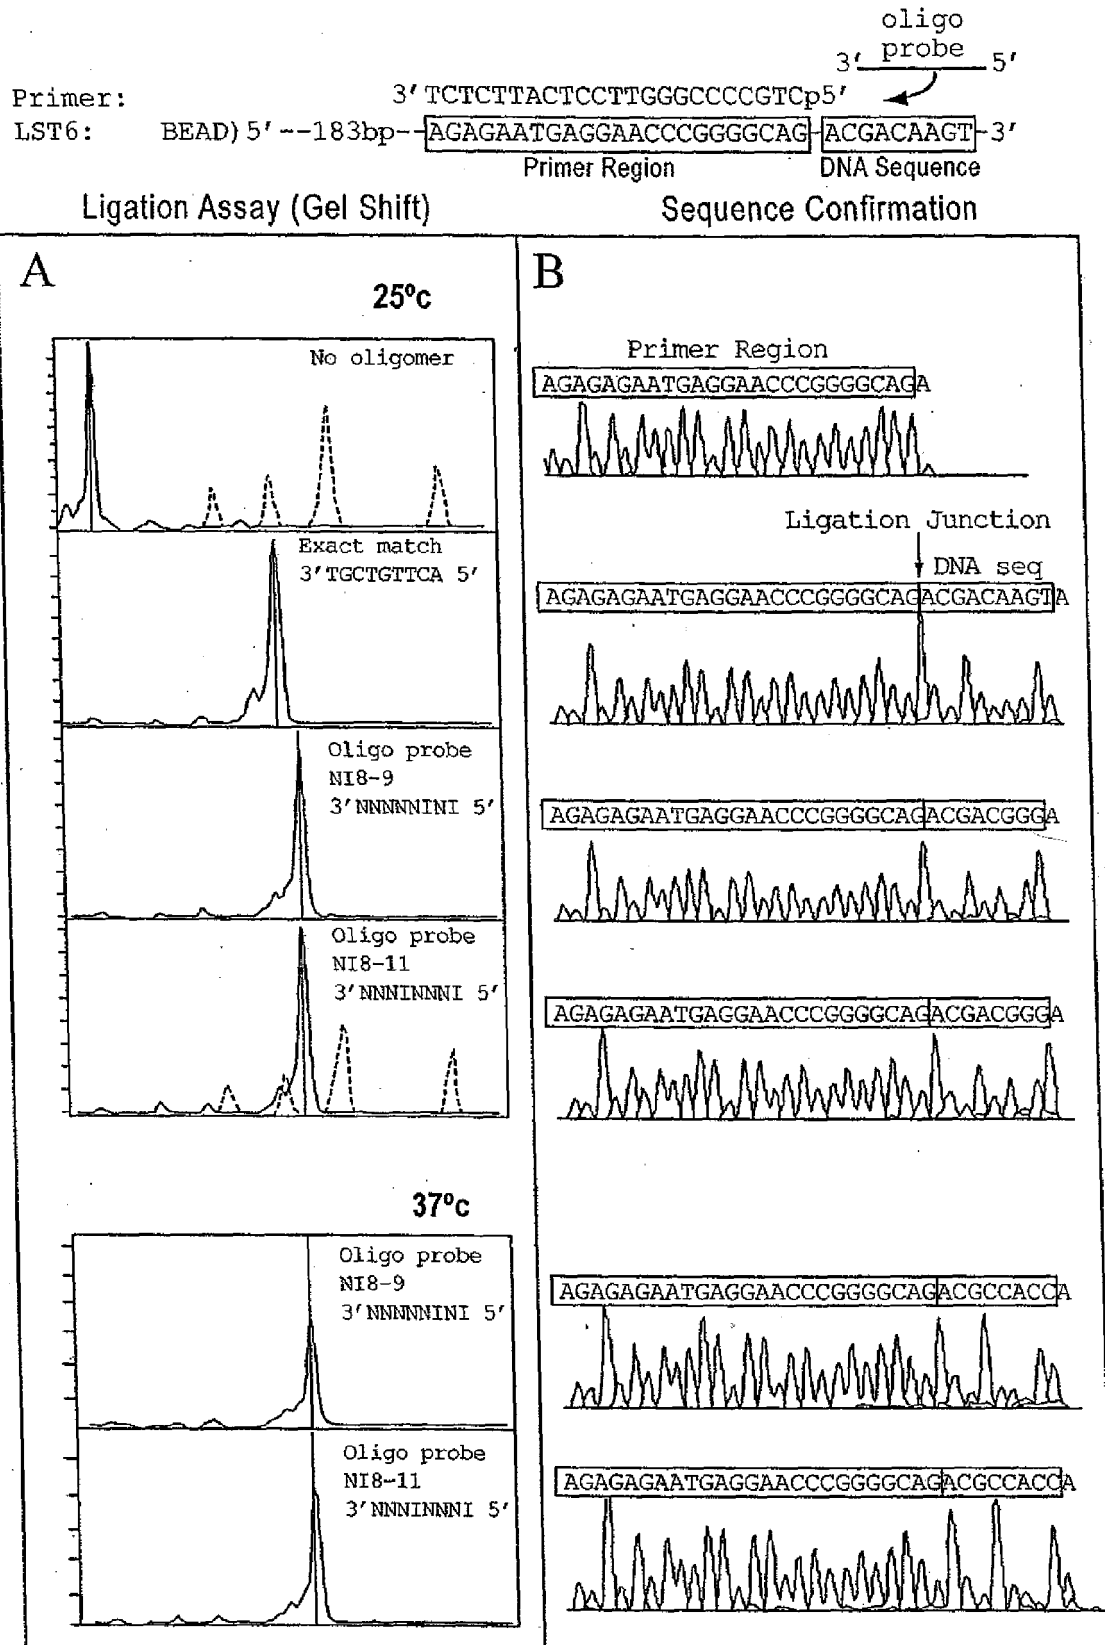 oligo
probe
3' 5'
Primer: 3'TCTCTTACTCCTTGGGCCCCGTCp5'
LST6: BEAD)5'--183bp--AGAGAATGAGGAACCCGGGGCAG-ACGACAAGT-3'
Primer Region DNA Sequence
Ligation Assay (Gel Shift) Sequence Confirmation
A
25ºc
No oligomer
Exact match
3'TGCTGTTCA 5'
Oligo probe
NI8-9
3'NNNNNINI 5'
Oligo probe
NI8-11
3'NNNINNNI 5'
37ºc
Oligo probe
NI8-9
3'NNNNNINI 5'
Oligo probe
NI8-11
3'NNNINNNI 5'
B
Primer Region
AGAGAGAATGAGGAACCCGGGGCAGA
Ligation Junction
DNA seq
AGAGAGAATGAGGAACCCGGGGCAGACGACAAGTA
AGAGAGAATGAGGAACCCGGGGCAGACGACGGGA
AGAGAGAATGAGGAACCCGGGGCAGACGACGGGA
AGAGAGAATGAGGAACCCGGGGCAGACGCCACCA
AGAGAGAATGAGGAACCCGGGGCAGACGCCACCA